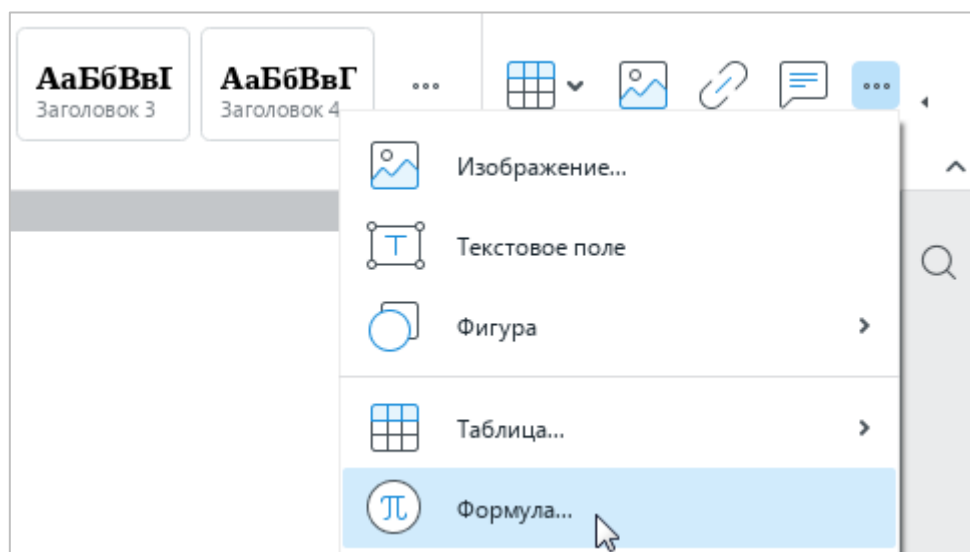 АаБбВвГ
Заголовок 3
АаБбВвГ
Заголовок 4
Изображение...
Текстовое поле
Фигура
Таблица...
Формула...